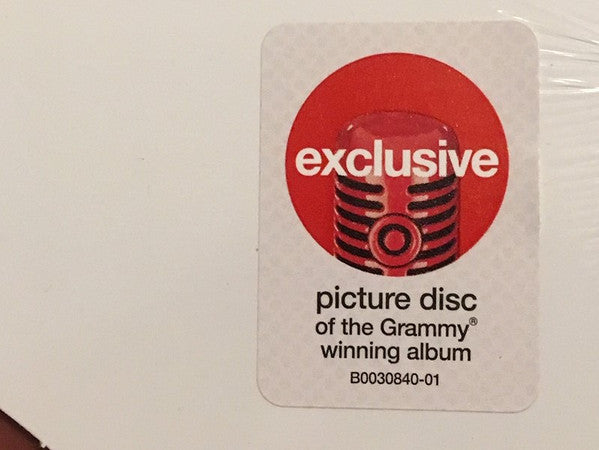 exclusive
picture disc
of the Grammy®
winning album
B0030840-01